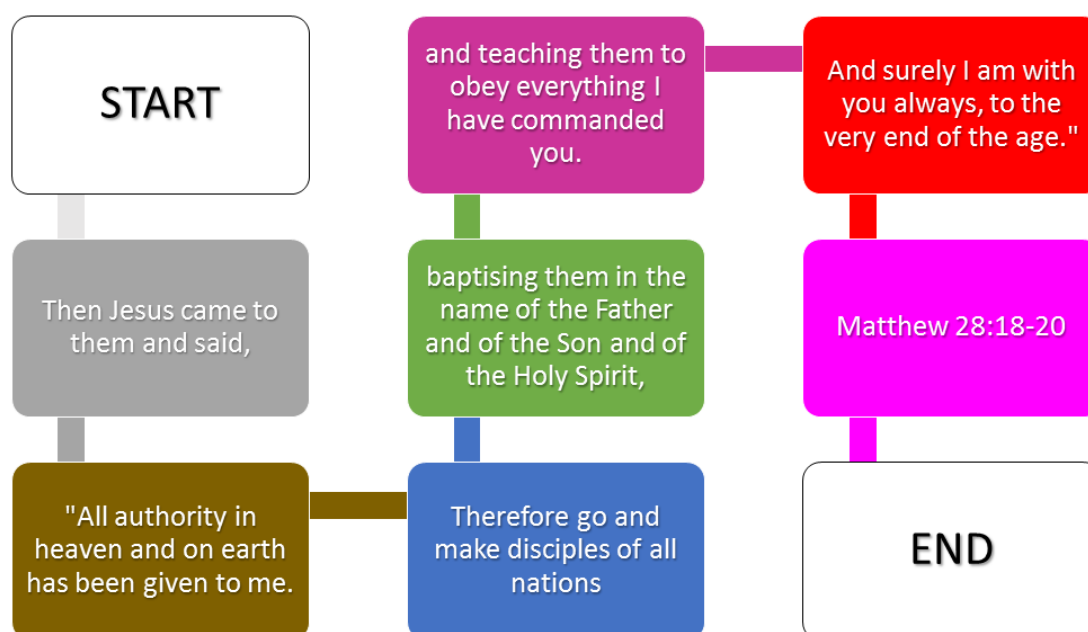 START
Then Jesus came to
them and said,
"All authority in
heaven and on earth
has been given to me.
Therefore go and
make disciples of all
nations
baptising them in the
name of the Father
and of the Son and of
the Holy Spirit,
and teaching them to
obey everything I
have commanded
you.
And surely I am with
you always, to the
very end of the age."
Matthew 28:18-20
END